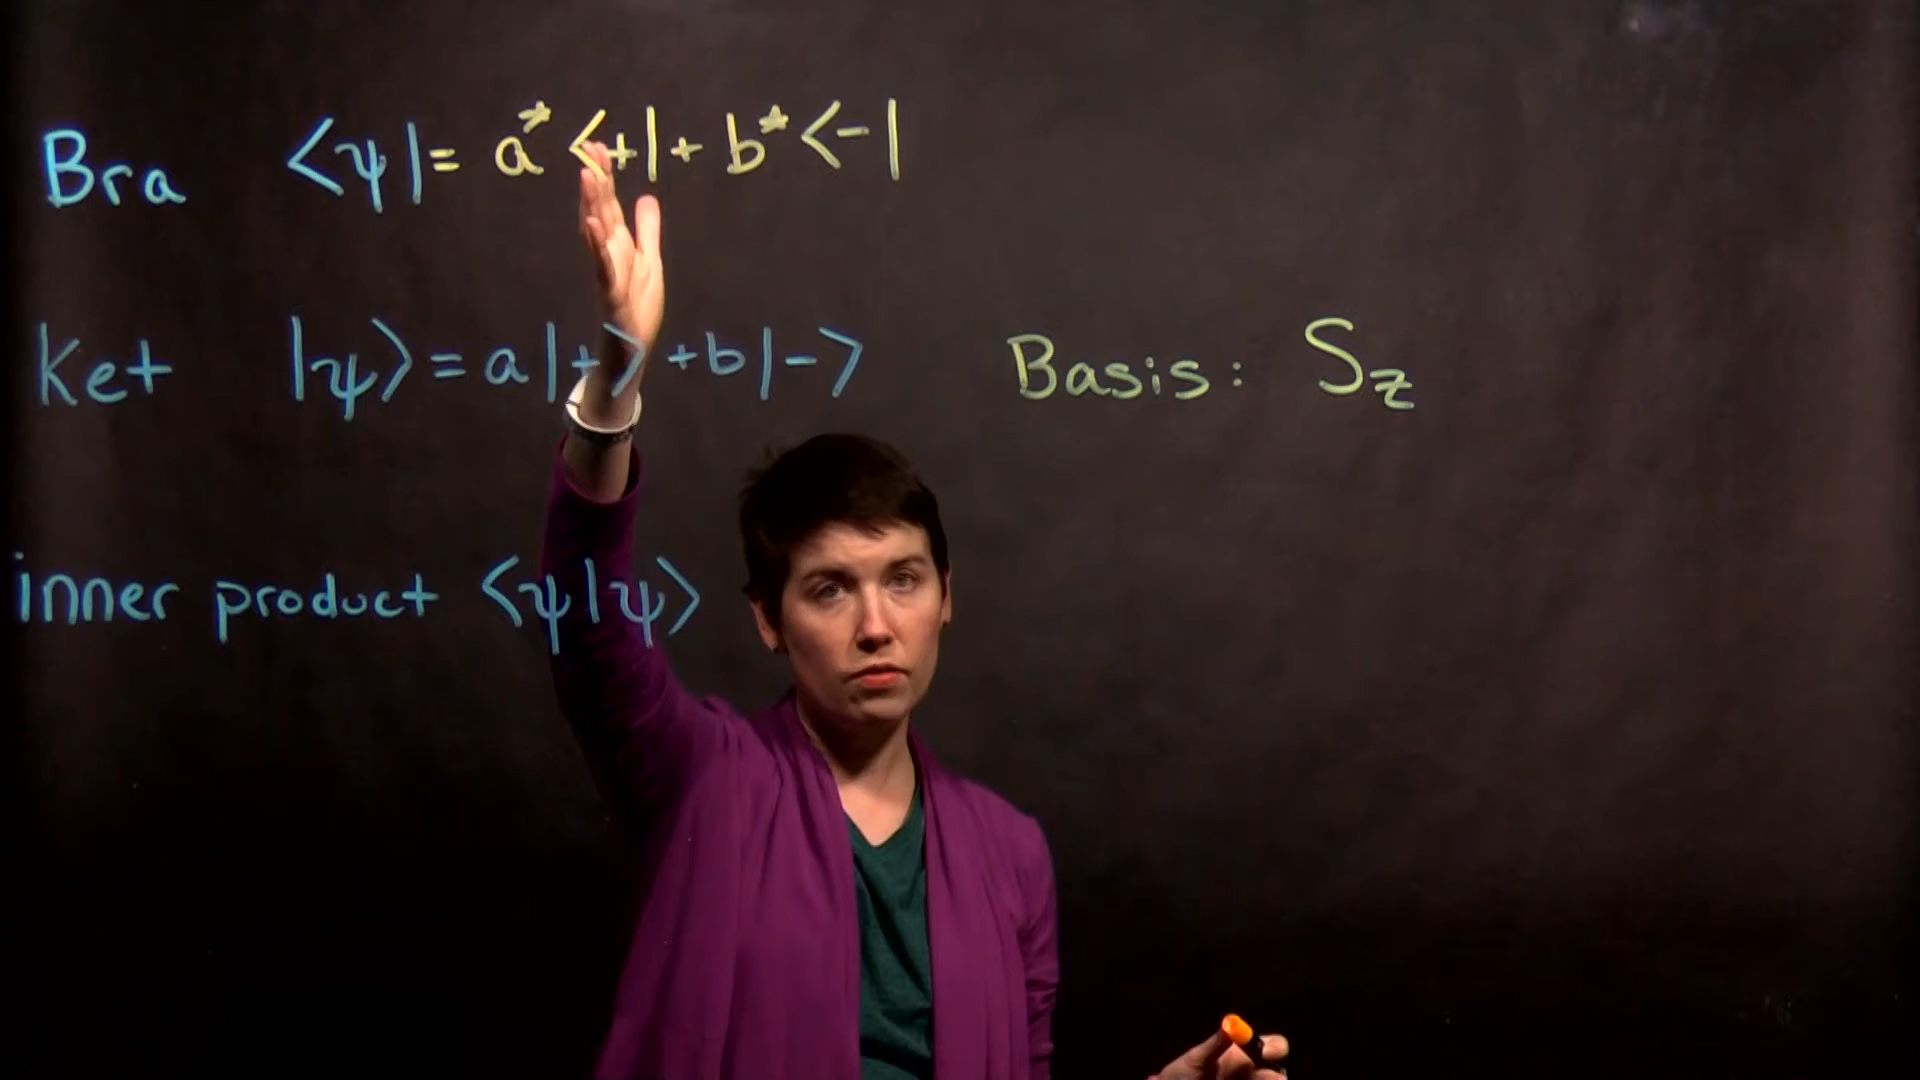 Bra <ψ|= a* <+| + b* <-|
Ket |ψ> = a|+> +b|->
Basis: Sz
inner product <ψ|ψ>